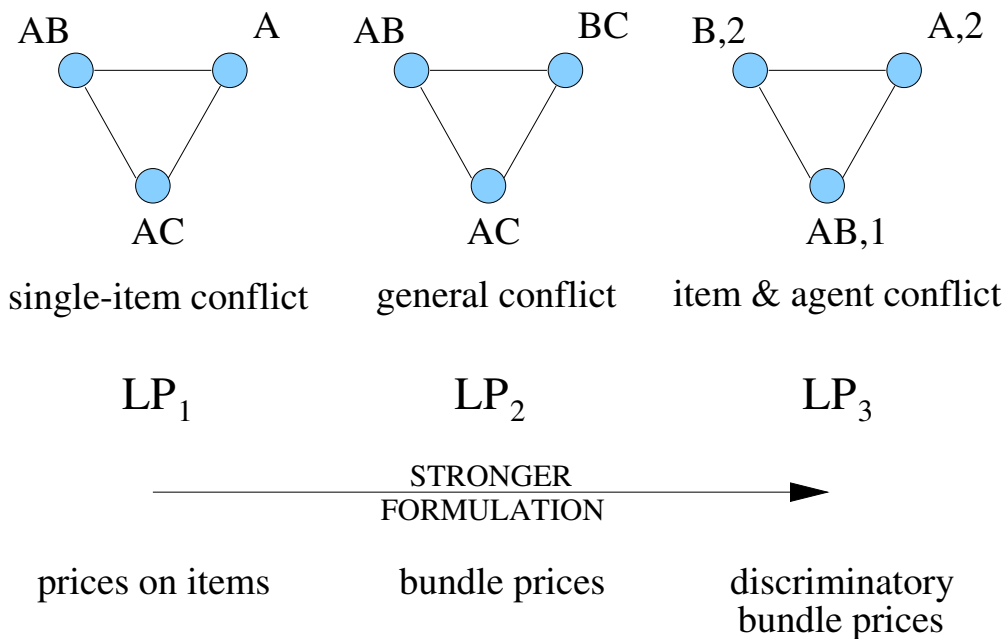 AB A AB BC B,2 A,2
AC AC AB,1
single-item conflict general conflict item & agent conflict
LP1 LP2 LP3
STRONGER
FORMULATION
prices on items bundle prices discriminatory
bundle prices